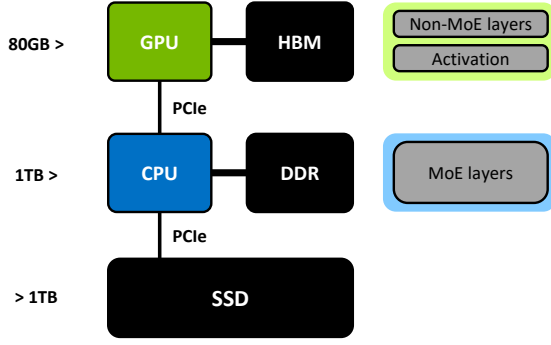 80GB >
GPU
HBM
Non-MoE layers
Activation
PCIe
1TB >
CPU
DDR
MoE layers
PCIe
> 1TB
SSD